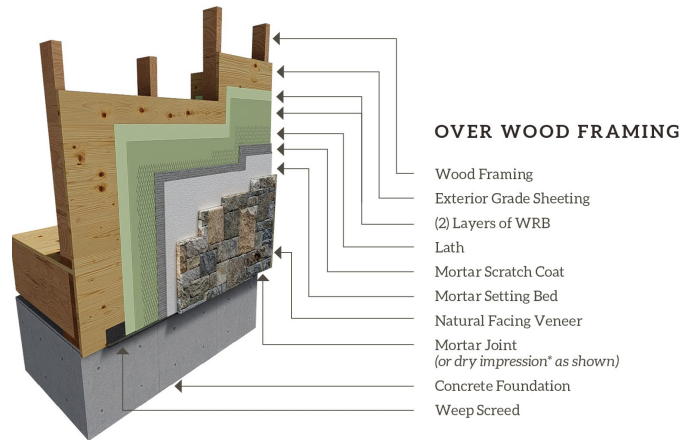 OVER WOOD FRAMING
Wood Framing
Exterior Grade Sheeting
(2) Layers of WRB
Lath
Mortar Scratch Coat
Mortar Setting Bed
Natural Facing Veneer
Mortar Joint
(or dry impression* as shown)
Concrete Foundation
Weep Screed